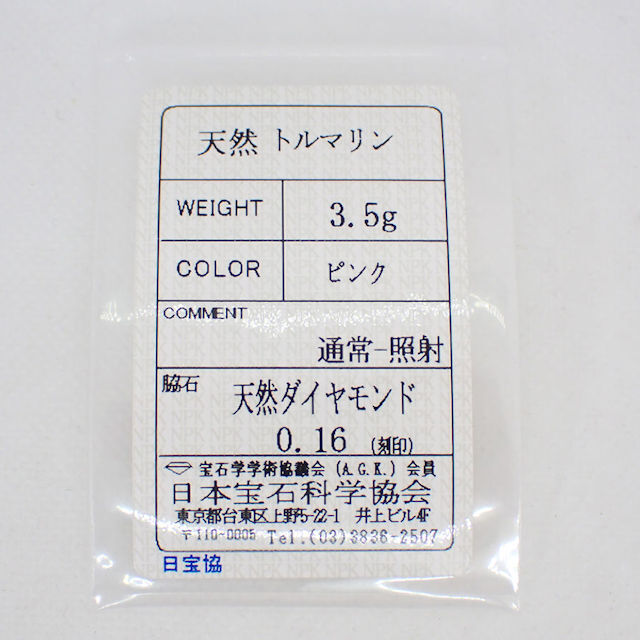 天然 トルマリン
WEIGHT 3.5g
COLOR ピンク
COMMENT
通常-照射
脇石 天然ダイヤモンド
0.16 (刻印)
宝石学学術協議会 (A.G.K.) 会員
日本宝石科学協会
東京都台東区上野5-22-1 井上ビル4F
〒110-0005 Tel.(03)3836-2507
日宝協